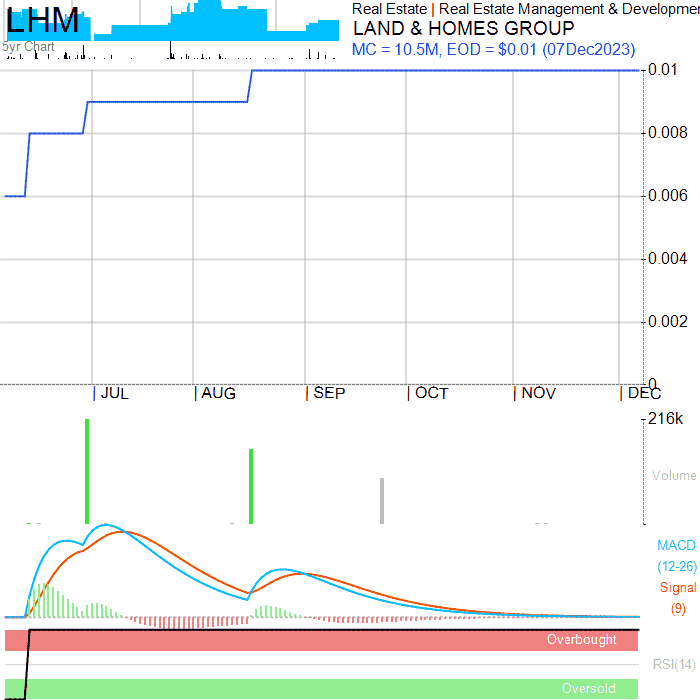 LHM
5yr Chart
Real Estate | Real Estate Management & Developmen
LAND & HOMES GROUP
MC = 10.5M, EOD = $0.01 (07Dec2023)
0.01
0.008
0.006
0.004
0.002
0
| JUL | AUG | SEP | OCT | NOV | DEC
216k
Volume
MACD
(12-26)
Signal
(9)
Overbought
RSI(14)
Oversold